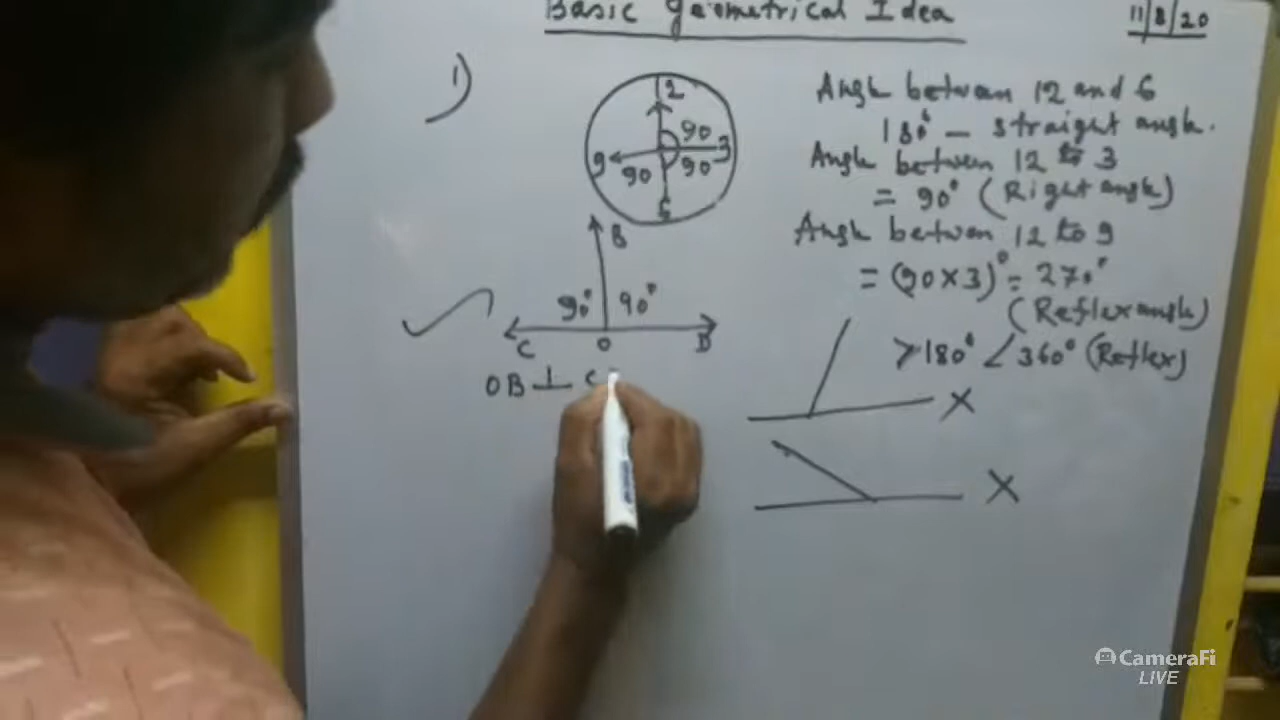 Basic Geometrical Idea
11/8/20
1)
12
90
3
9
90
90
6
Angle between 12 and 6
180° - straight angle.
Angle between 12 to 3
= 90° (Right angle)
Angle between 12 to 9
= (90×3)° = 270°
(Reflex angle)
>180° ∠360° (Reflex)
B
90° 90°
C O D
OB ⊥ C
X
X
CameraFi
LIVE